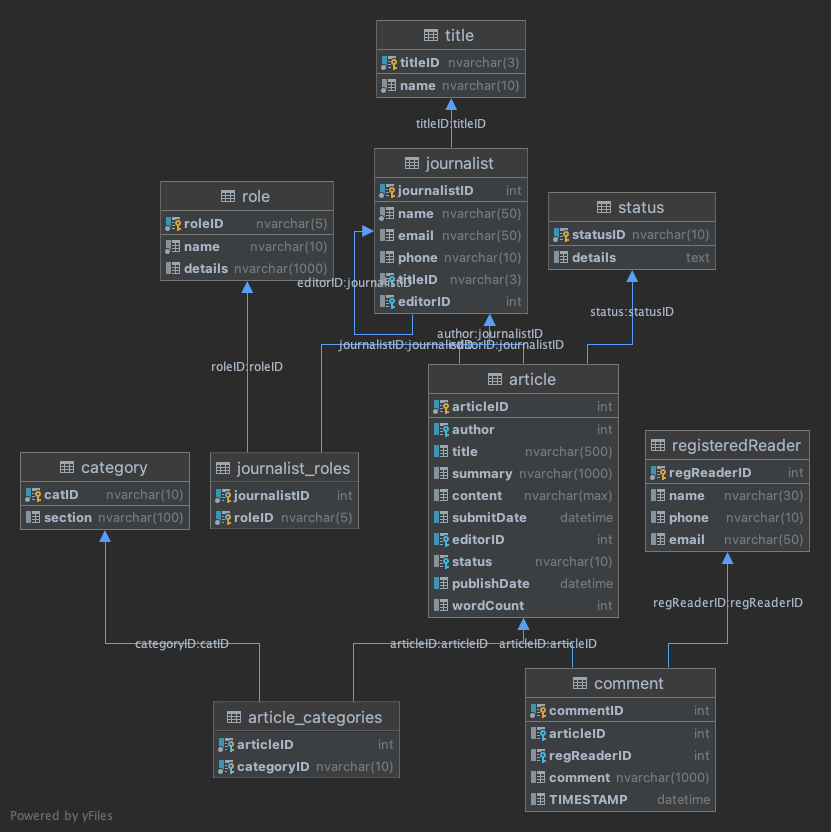 title
titleID nvarchar(3)
name nvarchar(10)
titleID:titleID
journalist
journalistID int
name nvarchar(50)
email nvarchar(50)
phone nvarchar(10)
titleID nvarchar(3)
editorID int
role
roleID nvarchar(5)
name nvarchar(10)
details nvarchar(1000)
status
statusID nvarchar(10)
details text
editorID:journalistID
status:statusID
author:journalistID
journalistID:journalistID
editorID:journalistID
roleID:roleID
article
articleID int
author int
title nvarchar(500)
summary nvarchar(1000)
content nvarchar(max)
submitDate datetime
editorID int
status nvarchar(10)
publishDate datetime
wordCount int
category
catID nvarchar(10)
section nvarchar(100)
journalist_roles
journalistID int
roleID nvarchar(5)
registeredReader
regReaderID int
name nvarchar(30)
phone nvarchar(10)
email nvarchar(50)
regReaderID:regReaderID
categoryID:catID
articleID:articleID
articleID:articleID
article_categories
articleID int
categoryID nvarchar(10)
comment
commentID int
articleID int
regReaderID int
comment nvarchar(1000)
TIMESTAMP datetime
Powered by yFiles